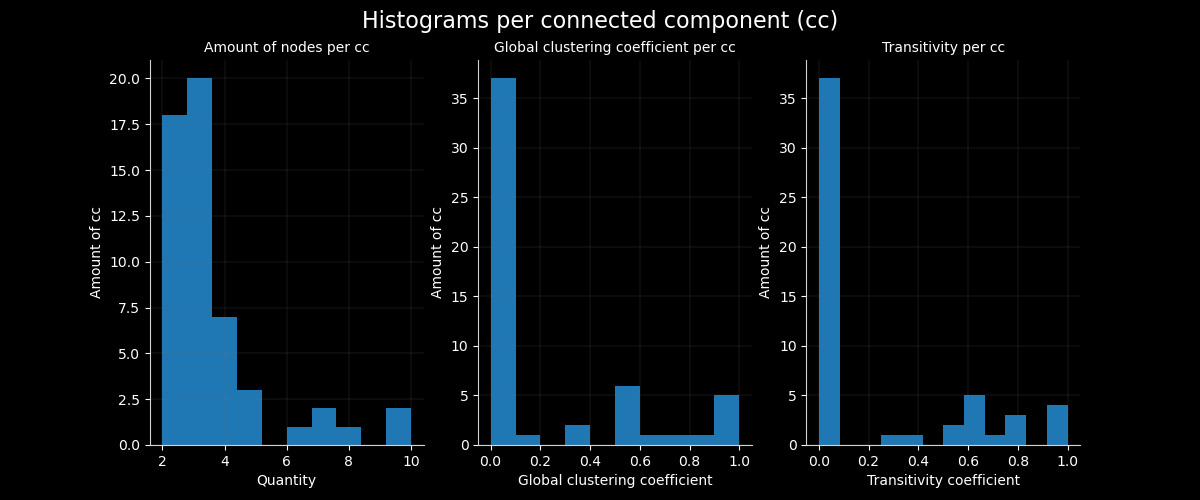 Histograms per connected component (cc)
Amount of nodes per cc
Amount of cc
20.0
17.5
15.0
12.5
10.0
7.5
5.0
2.5
0.0
2 4 6 8 10
Quantity
Global clustering coefficient per cc
Amount of cc
35
30
25
20
15
10
5
0
0.0 0.2 0.4 0.6 0.8 1.0
Global clustering coefficient
Transitivity per cc
Amount of cc
35
30
25
20
15
10
5
0
0.0 0.2 0.4 0.6 0.8 1.0
Transitivity coefficient